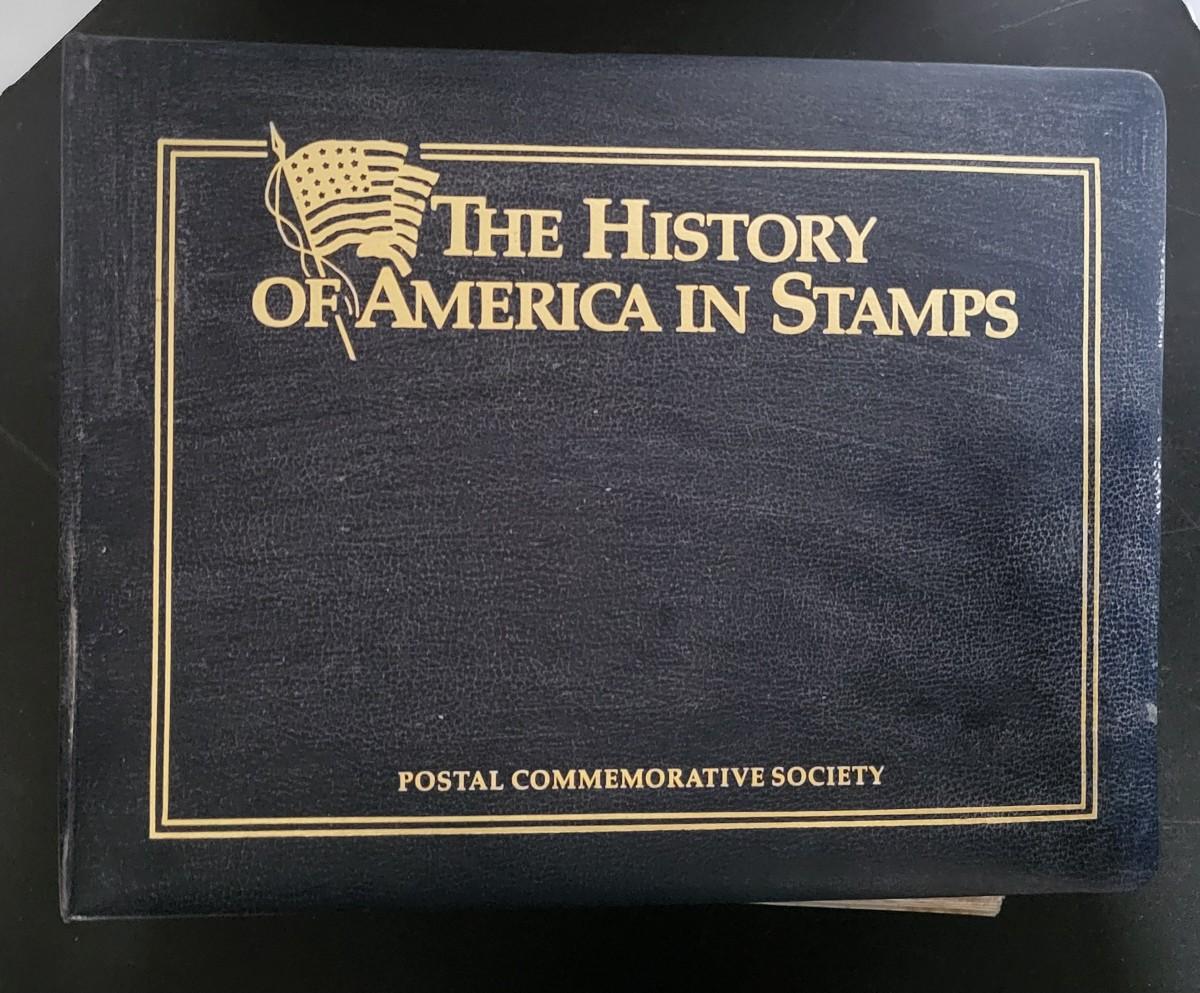 THE HISTORY
OF AMERICA IN STAMPS
POSTAL COMMEMORATIVE SOCIETY